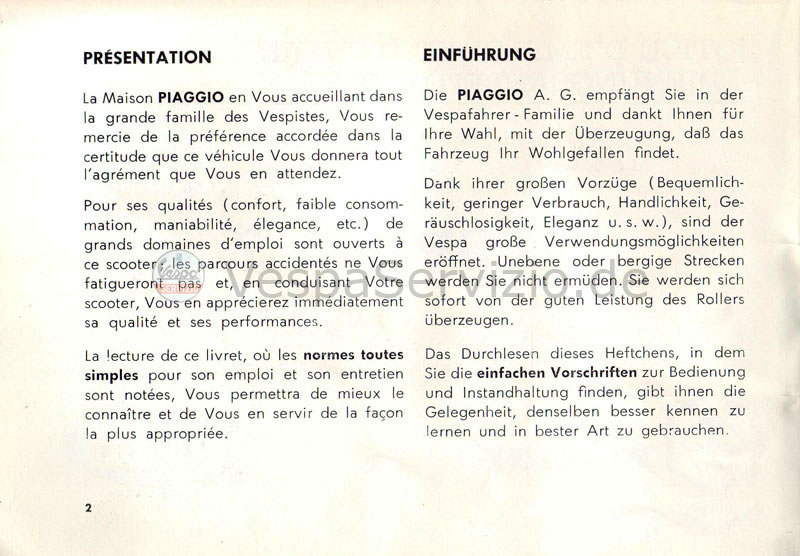 PRÉSENTATION
La Maison PIAGGIO en Vous accueillant dans
la grande famille des Vespistes, Vous re-
mercie de la préférence accordée dans la
certitude que ce véhicule Vous donnera tout
l'agrément que Vous en attendez.
Pour ses qualités (confort, faible consom-
mation, maniabilité, élegance, etc.) de
grands domaines d'emploi sont ouverts à
ce scooter; les parcours accidentés ne Vous
fatigueront pas et, en conduisant Votre
scooter, Vous en apprécierez immédiatement
sa qualité et ses performances.
La lecture de ce livret, où les normes toutes
simples pour son emploi et son entretien
sont notées, Vous permettra de mieux le
connaître et de Vous en servir de la façon
la plus appropriée.
2
EINFÜHRUNG
Die PIAGGIO A. G. empfängt Sie in der
Vespafahrer - Familie und dankt Ihnen für
Ihre Wahl, mit der Überzeugung, daß das
Fahrzeug Ihr Wohlgefallen findet.
Dank ihrer großen Vorzüge (Bequemlich-
keit, geringer Verbrauch, Handlichkeit, Ge-
räuschlosigkeit, Eleganz u. s. w.), sind der
Vespa große Verwendungsmöglichkeiten
eröffnet. Unebene oder bergige Strecken
werden Sie nicht ermüden. Sie werden sich
sofort von der guten Leistung des Rollers
überzeugen.
Das Durchlesen dieses Heftchens, in dem
Sie die einfachen Vorschriften zur Bedienung
und Instandhaltung finden, gibt ihnen die
Gelegenheit, denselben besser kennen zu
lernen und in bester Art zu gebrauchen.
Vespa SERVIZIO
VespaServizio.de